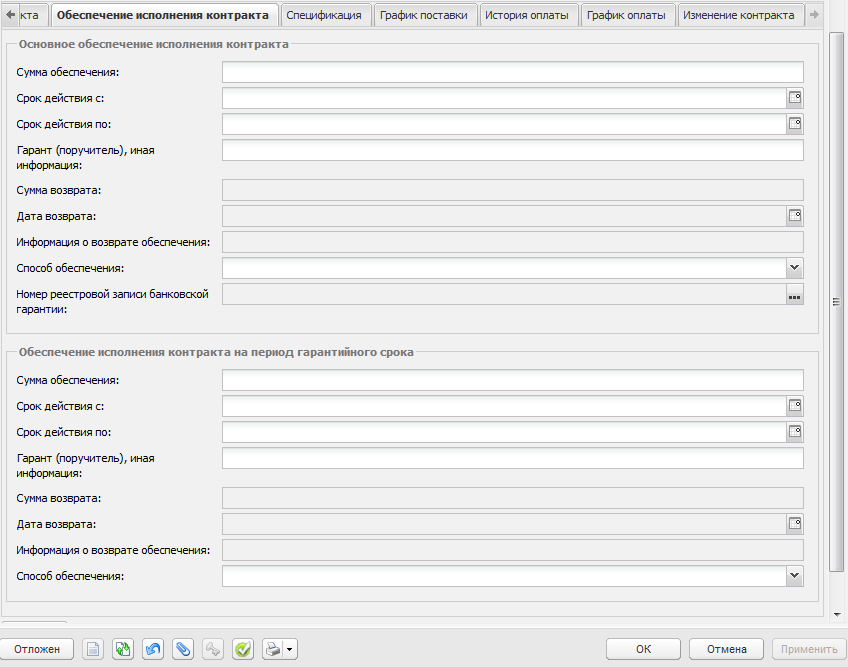 кта Обеспечение исполнения контракта Спецификация График поставки История оплаты График оплаты Изменение контракта
Основное обеспечение исполнения контракта
Сумма обеспечения:
Срок действия с:
Срок действия по:
Гарант (поручитель), иная
информация:
Сумма возврата:
Дата возврата:
Информация о возврате обеспечения:
Способ обеспечения:
Номер реестровой записи банковской
гарантии:
Обеспечение исполнения контракта на период гарантийного срока
Сумма обеспечения:
Срок действия с:
Срок действия по:
Гарант (поручитель), иная
информация:
Сумма возврата:
Дата возврата:
Информация о возврате обеспечения:
Способ обеспечения:
Отложен ОК Отмена Применить